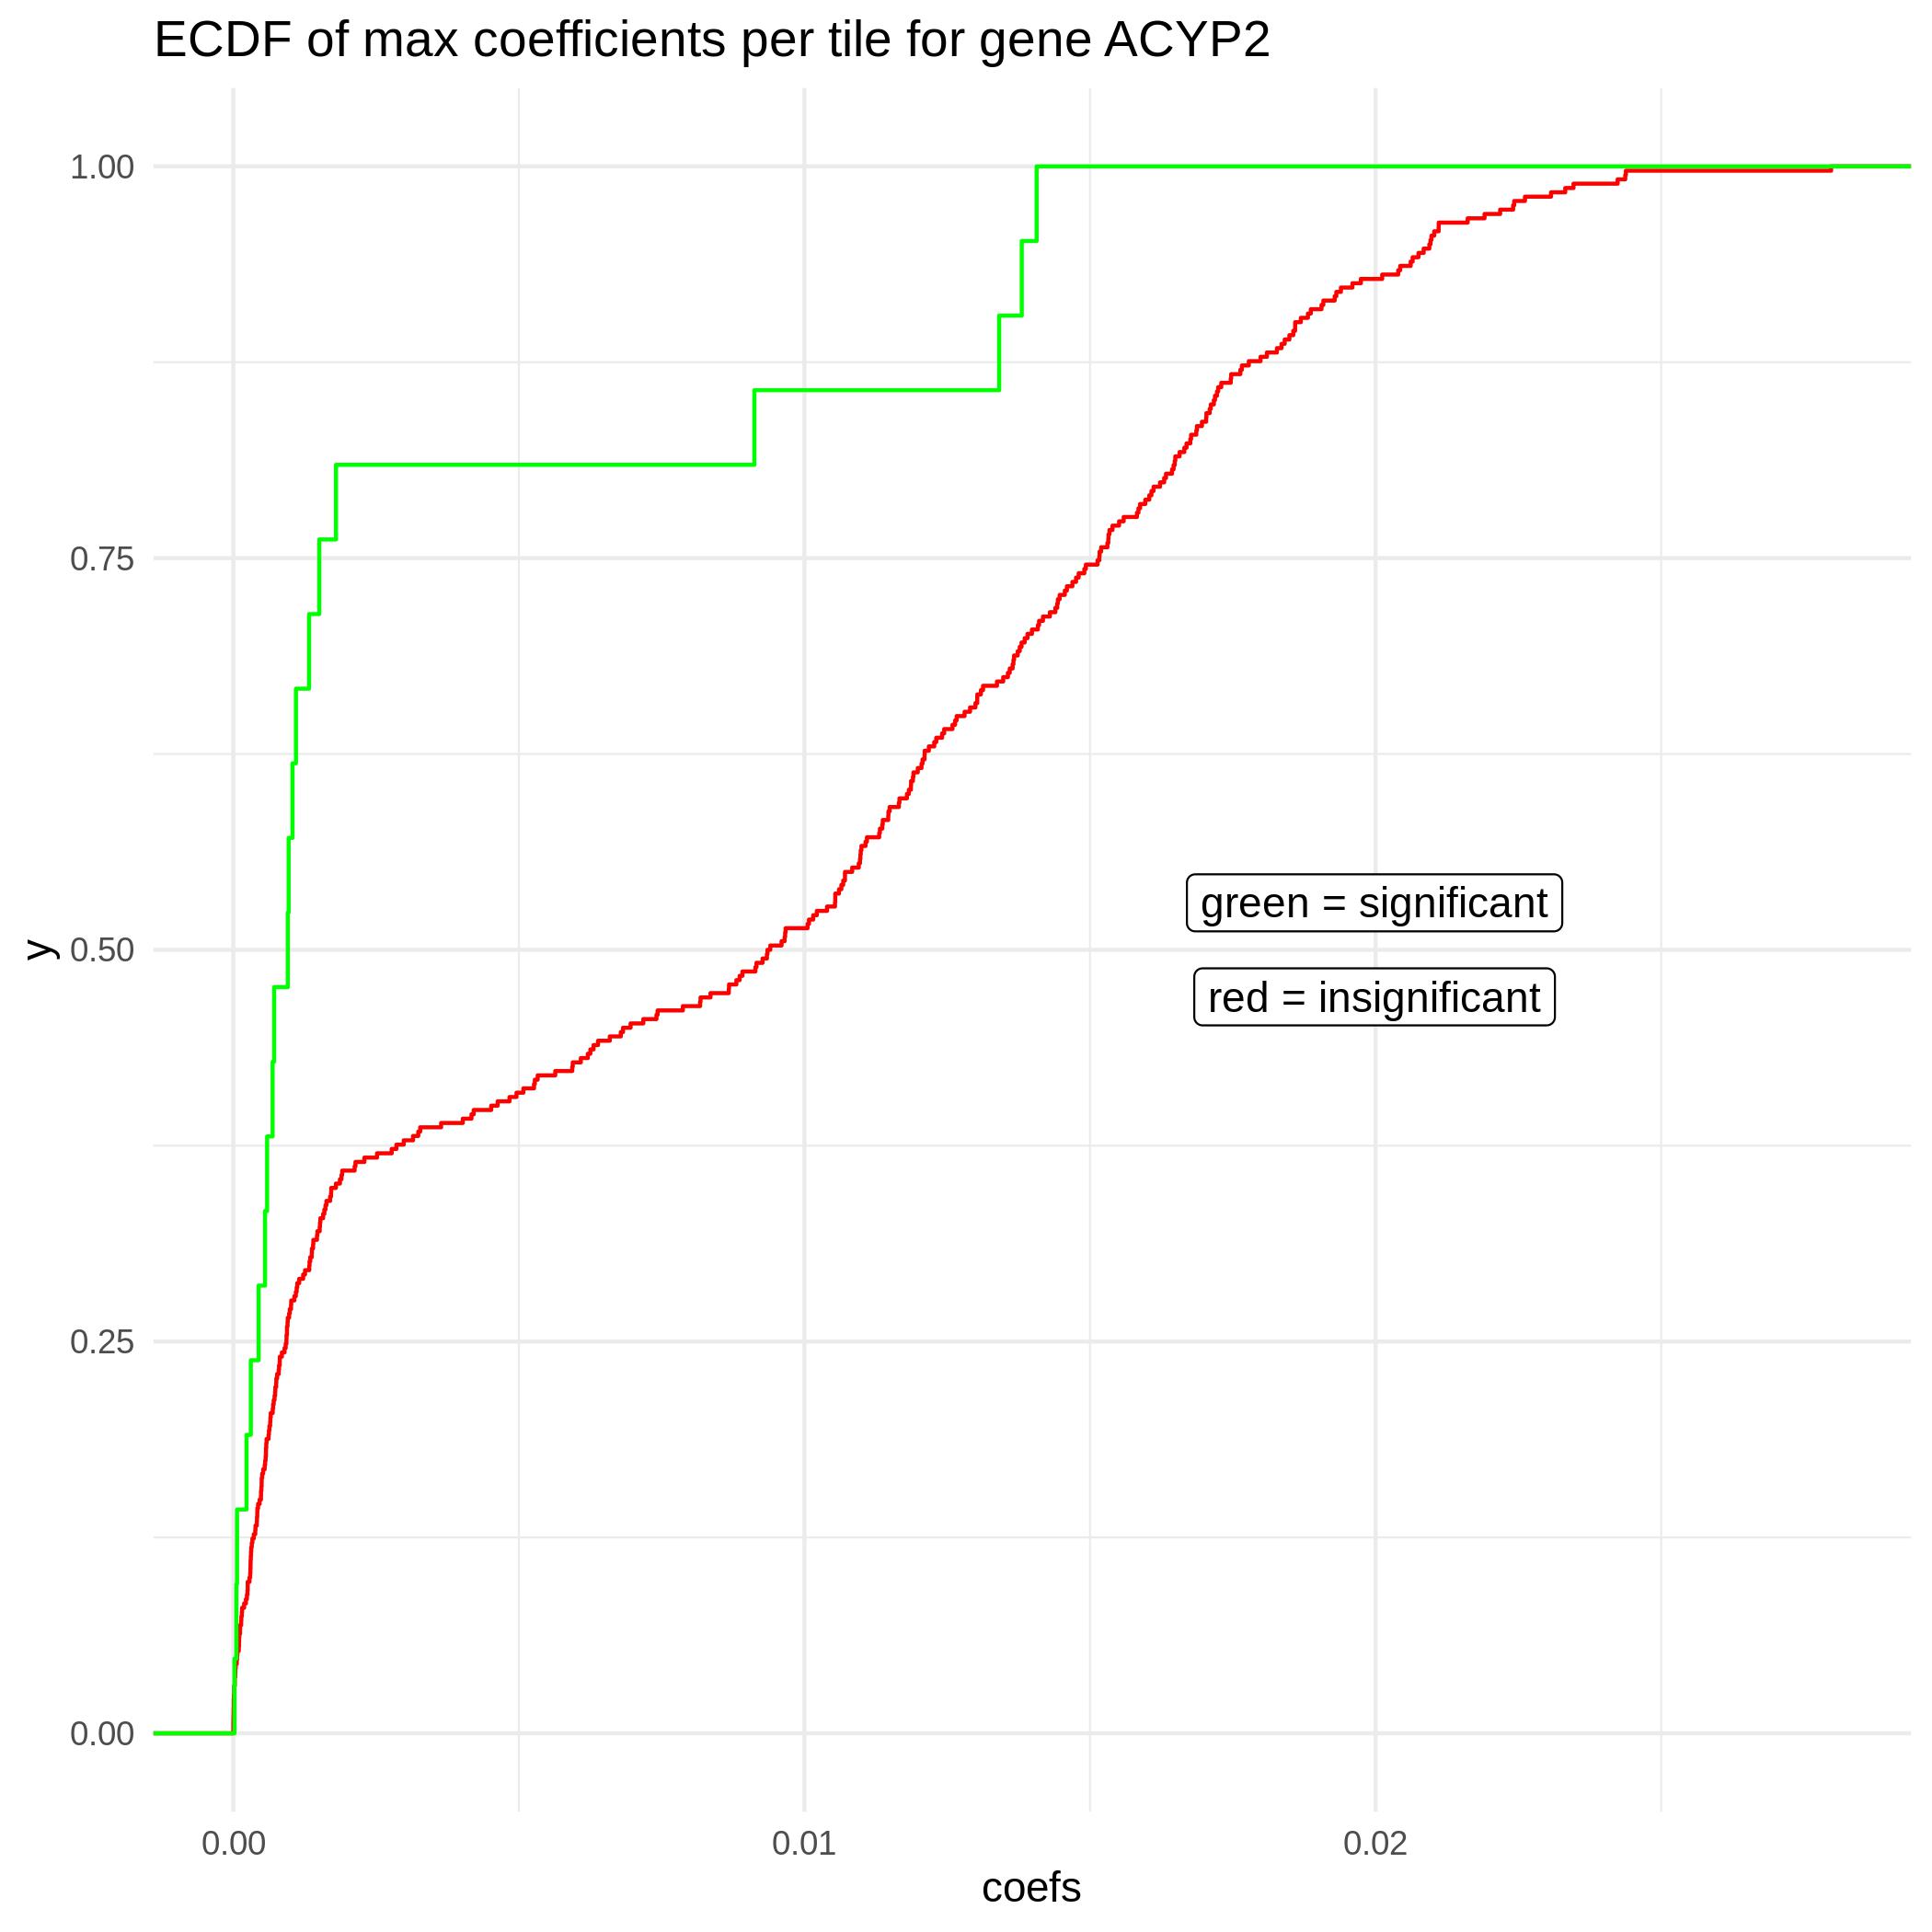 ECDF of max coefficients per tile for gene ACYP2
1.00
0.75
0.50
0.25
0.00
y
green = significant
red = insignificant
0.00 0.01 0.02
coefs